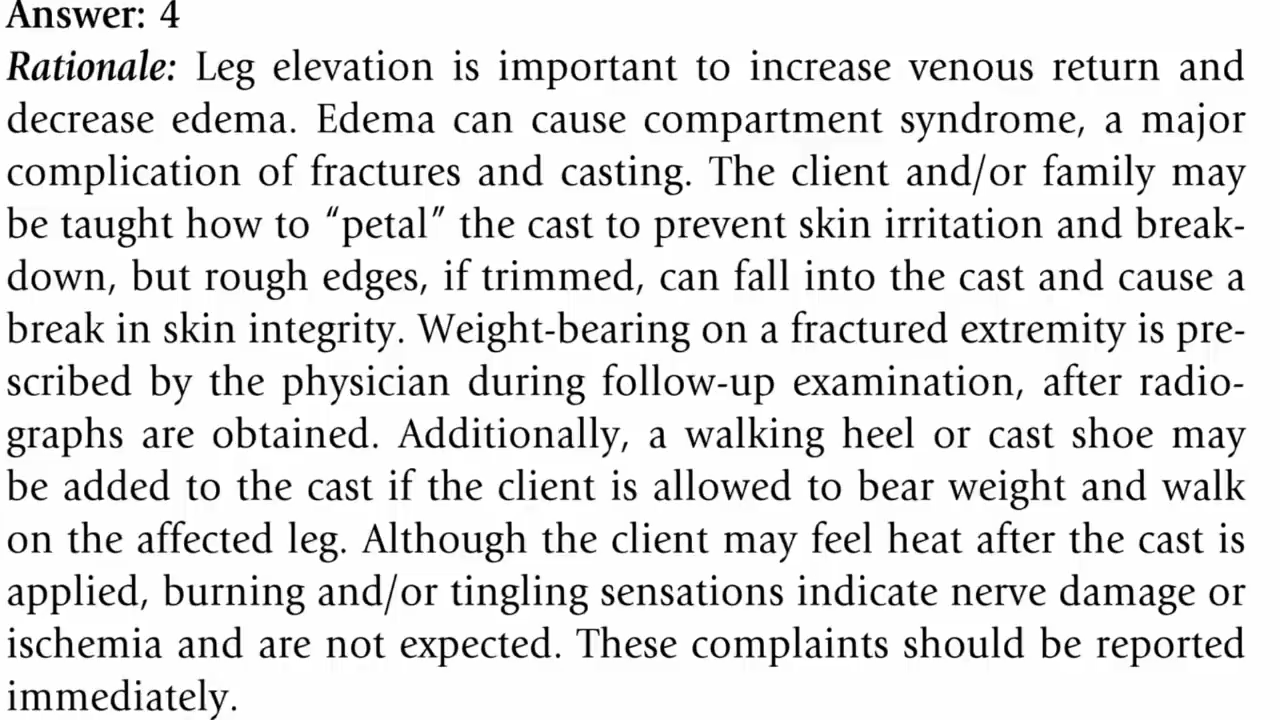 Answer: 4
Rationale: Leg elevation is important to increase venous return and
decrease edema. Edema can cause compartment syndrome, a major
complication of fractures and casting. The client and/or family may
be taught how to “petal” the cast to prevent skin irritation and break-
down, but rough edges, if trimmed, can fall into the cast and cause a
break in skin integrity. Weight-bearing on a fractured extremity is pre-
scribed by the physician during follow-up examination, after radio-
graphs are obtained. Additionally, a walking heel or cast shoe may
be added to the cast if the client is allowed to bear weight and walk
on the affected leg. Although the client may feel heat after the cast is
applied, burning and/or tingling sensations indicate nerve damage or
ischemia and are not expected. These complaints should be reported
immediately.